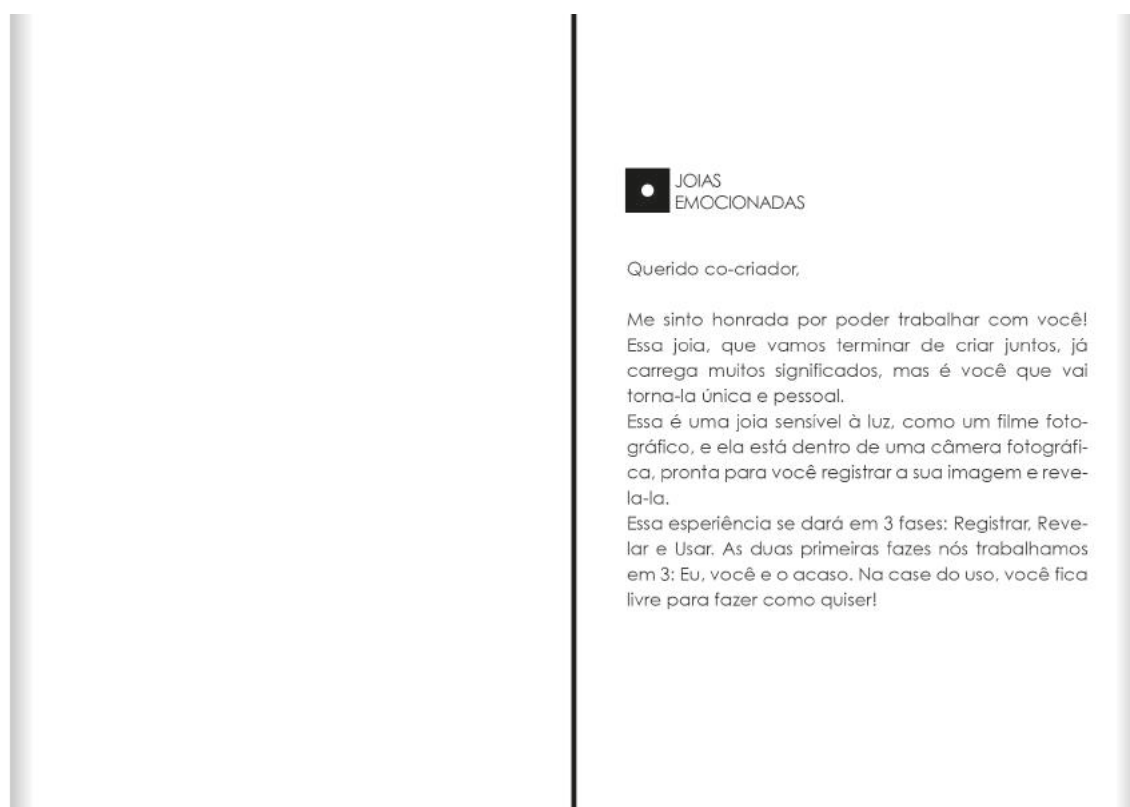 JOIAS
EMOCIONADAS
Querido co-criador,
Me sinto honrada por poder trabalhar com você!
Essa joia, que vamos terminar de criar juntos, já
carrega muitos significados, mas é você que vai
torna-la única e pessoal.
Essa é uma joia sensível à luz, como um filme foto-
gráfico, e ela está dentro de uma câmera fotográfi-
ca, pronta para você registrar a sua imagem e reve-
la-la.
Essa esperiência se dará em 3 fases: Registrar, Reve-
lar e Usar. As duas primeiras fazes nós trabalhamos
em 3: Eu, você e o acaso. Na case do uso, você fica
livre para fazer como quiser!